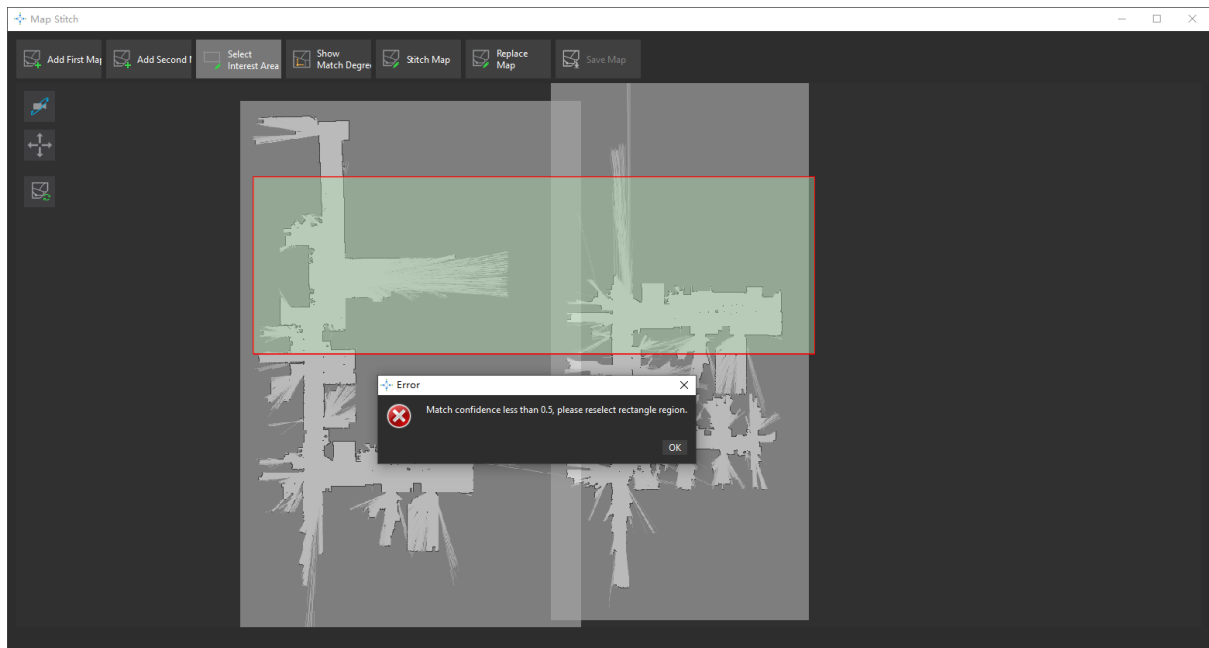 Map Stitch
Add First Map
Add Second M
Select
Interest Area
Show
Match Degree
Stitch Map
Replace
Map
Save Map
Error
Match confidence less than 0.5, please reselect rectangle region.
OK